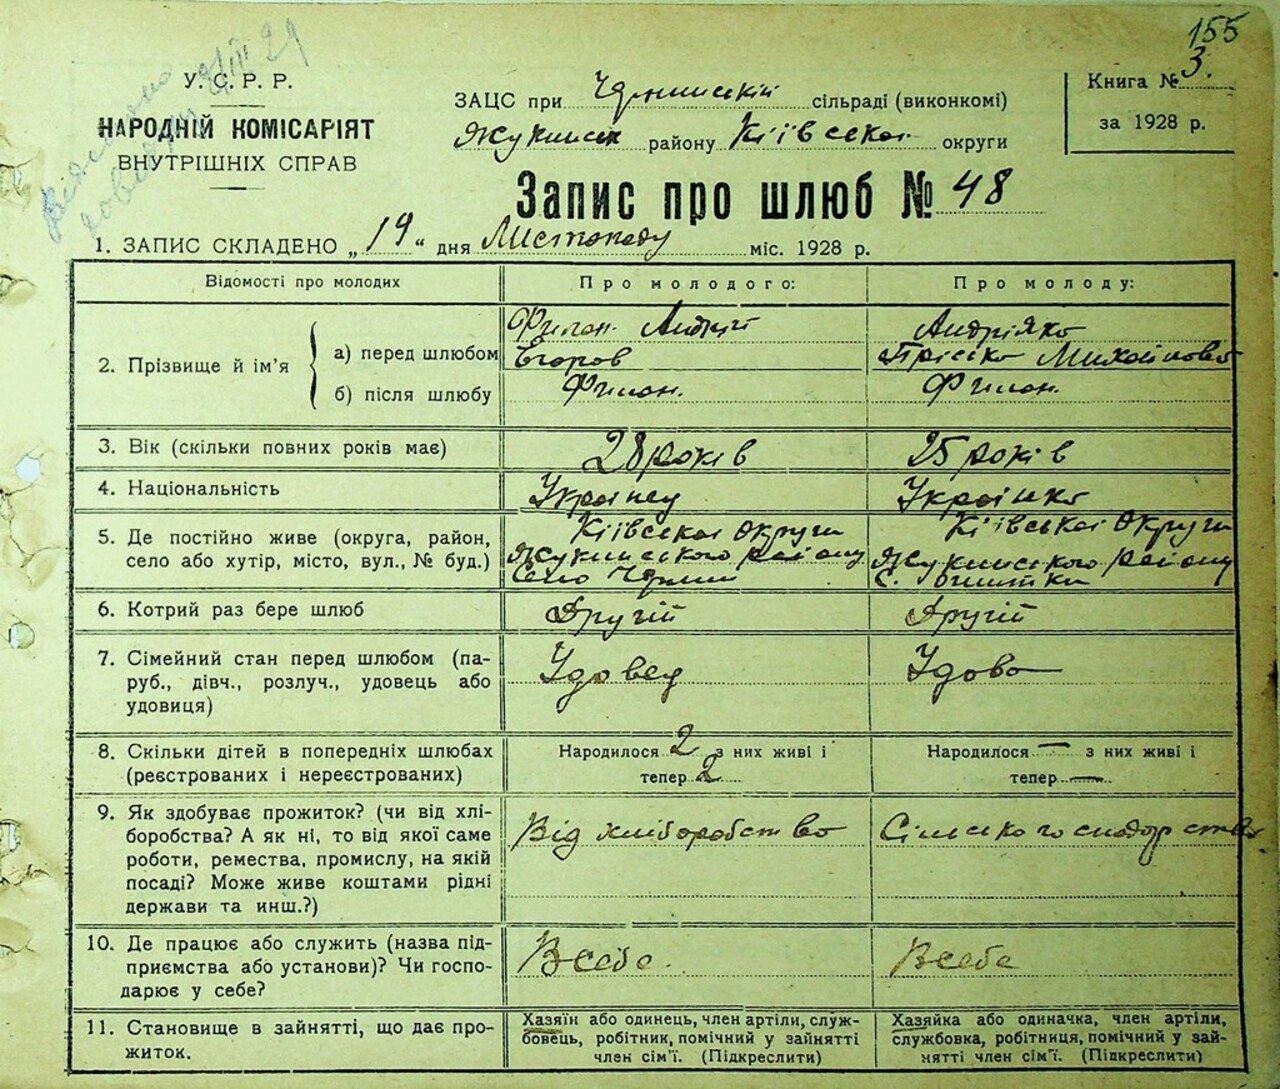 155
У.С.Р.Р.
НАРОДНІЙ КОМІСАРІЯТ
ВНУТРІШНІХ СПРАВ
ЗАЦС при сільраді (виконкомі)
району Київської округи
Книга № 3.
за 1928 р.
Запис про шлюб № 48
1. ЗАПИС СКЛАДЕНО „19" дня Листопаду міс. 1928 р.
Відомості про молодих
Про молодого:
Про молоду:
2. Прізвище й ім'я
а) перед шлюбом
б) після шлюбу
Филон Андрій
Єгоров
Филон.
Андріяко
Пріська Михайлова
Филон.
3. Вік (скільки повних років має)
28 років
25 років
4. Національність
Украінец
Украінка
5. Де постійно живе (округа, район,
село або хутір, місто, вул., № буд.)
Київської Округи
Жукинського району
Село
Київської Округи
Жукинського району
с.
6. Котрий раз бере шлюб
Другій
Другій
7. Сімейний стан перед шлюбом (па-
руб., дівч., розлуч., удовець або
удовиця)
Удовец
Удова
8. Скільки дітей в попередніх шлюбах
(реєстрованих і нереєстрованих)
Народилося 2 з них живі і
тепер 2
Народилося — з них живі і
тепер —
9. Як здобуває прожиток? (чи від хлі-
боробства? А як ні, то від якої саме
роботи, ремества, промислу, на якій
посаді? Може живе коштами рідні
держави та инш.?)
Від хліборобство
10. Де працює або служить (назва під-
приємства або установи)? Чи госпо-
дарює у себе?
В себе.
В себе
11. Становище в зайнятті, що дає про-
житок.
Хазяїн або одинець, член артіли, служ-
бовець, робітник, помічний у зайнятті
член сім'ї. (Підкреслити)
Хазяйка або одиначка, член артіли,
службовка, робітниця, помічний у зай-
нятті член сім'ї. (Підкреслити)